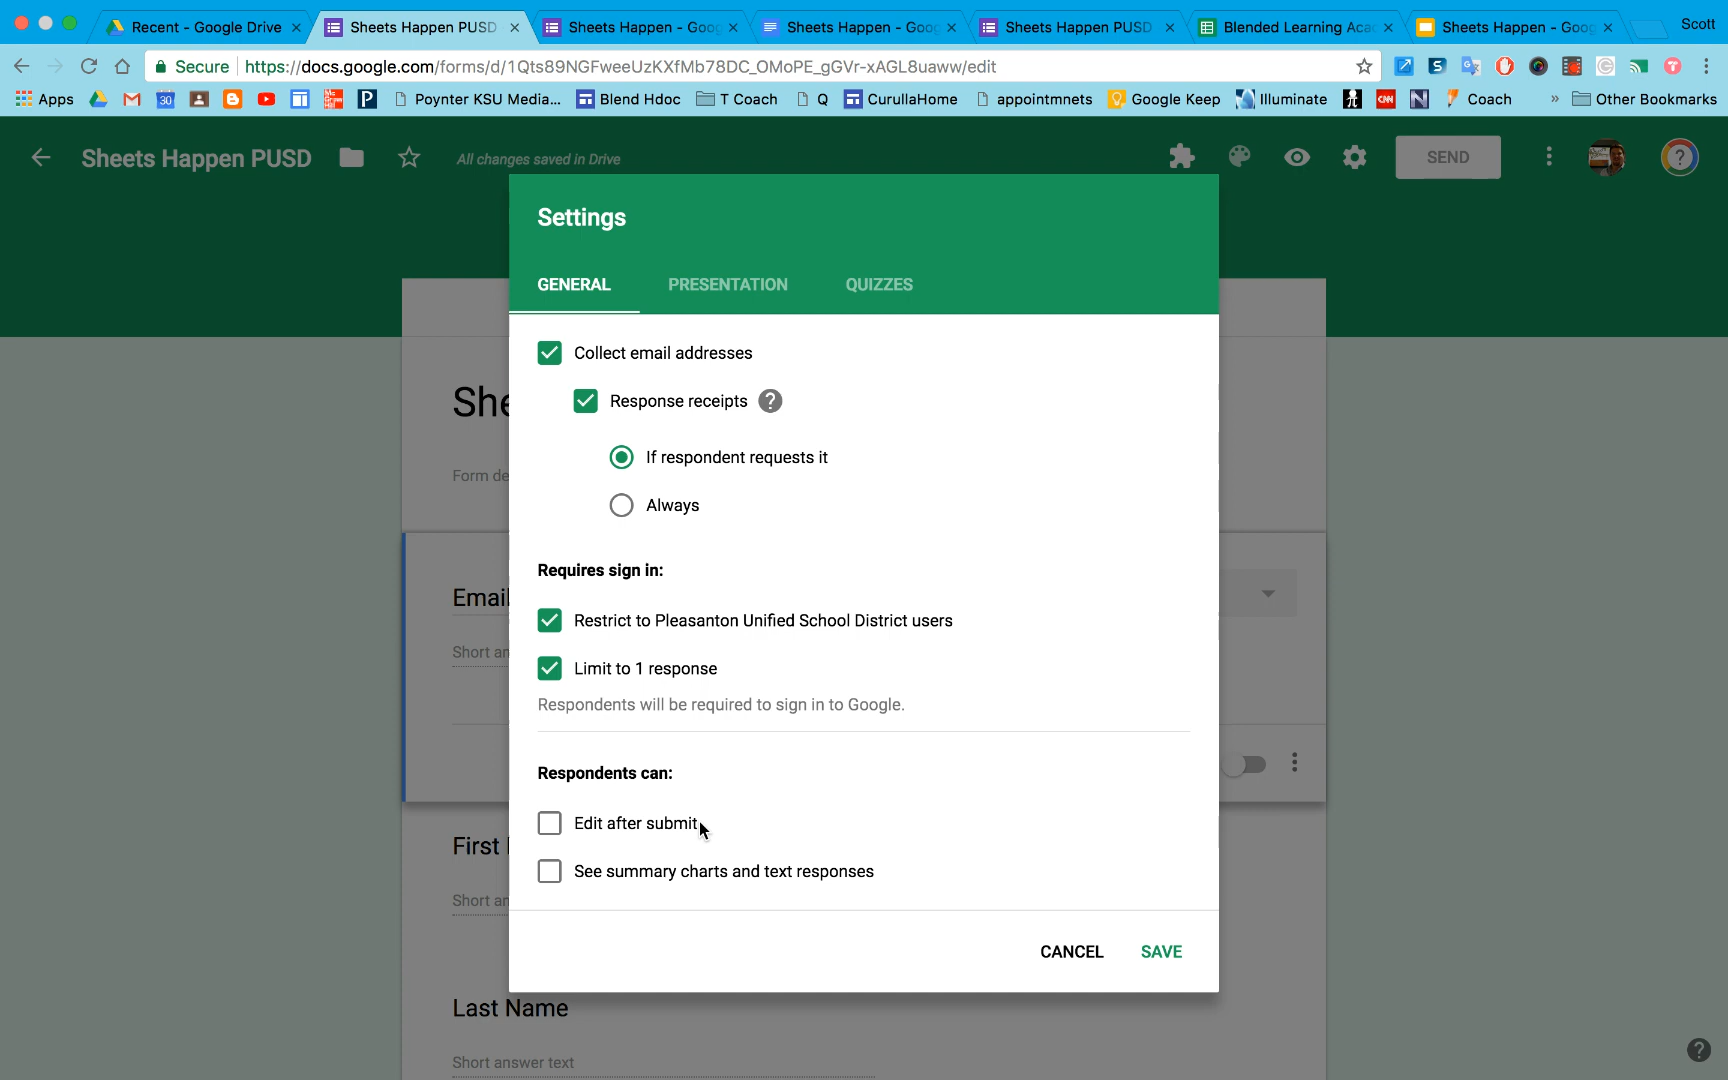 Recent - Google Drive
Sheets Happen PUSD
Sheets Happen - Goog
Sheets Happen - Goog
Sheets Happen PUSD
Blended Learning Aca
Sheets Happen - Goog
Scott
Secure
https://docs.google.com/forms/d/1Qts89NGFweeUzKXfMb78DC_OMoPE_gGVr-xAGL8uaww/edit
Apps
30
P
Poynter KSU Media...
Blend Hdoc
T Coach
Q
CurullaHome
appointmnets
Google Keep
Illuminate
CNN
N
Coach
»
Other Bookmarks
Sheets Happen PUSD
All changes saved in Drive
SEND
Settings
GENERAL
PRESENTATION
QUIZZES
Collect email addresses
Response receipts
If respondent requests it
Always
Requires sign in:
Restrict to Pleasanton Unified School District users
Limit to 1 response
Respondents will be required to sign in to Google.
Respondents can:
Edit after submit
See summary charts and text responses
CANCEL
SAVE
She
Form de
Email
Short an
First
Short an
Last Name
Short answer text